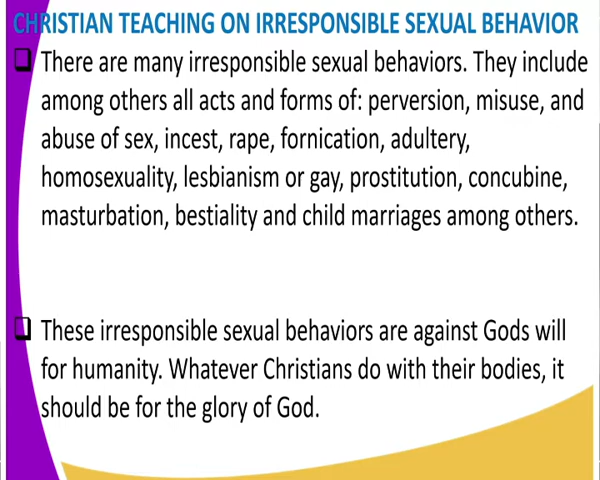 CHRISTIAN TEACHING ON IRRESPONSIBLE SEXUAL BEHAVIOR
❑ There are many irresponsible sexual behaviors. They include
among others all acts and forms of: perversion, misuse, and
abuse of sex, incest, rape, fornication, adultery,
homosexuality, lesbianism or gay, prostitution, concubine,
masturbation, bestiality and child marriages among others.
❑ These irresponsible sexual behaviors are against Gods will
for humanity. Whatever Christians do with their bodies, it
should be for the glory of God.